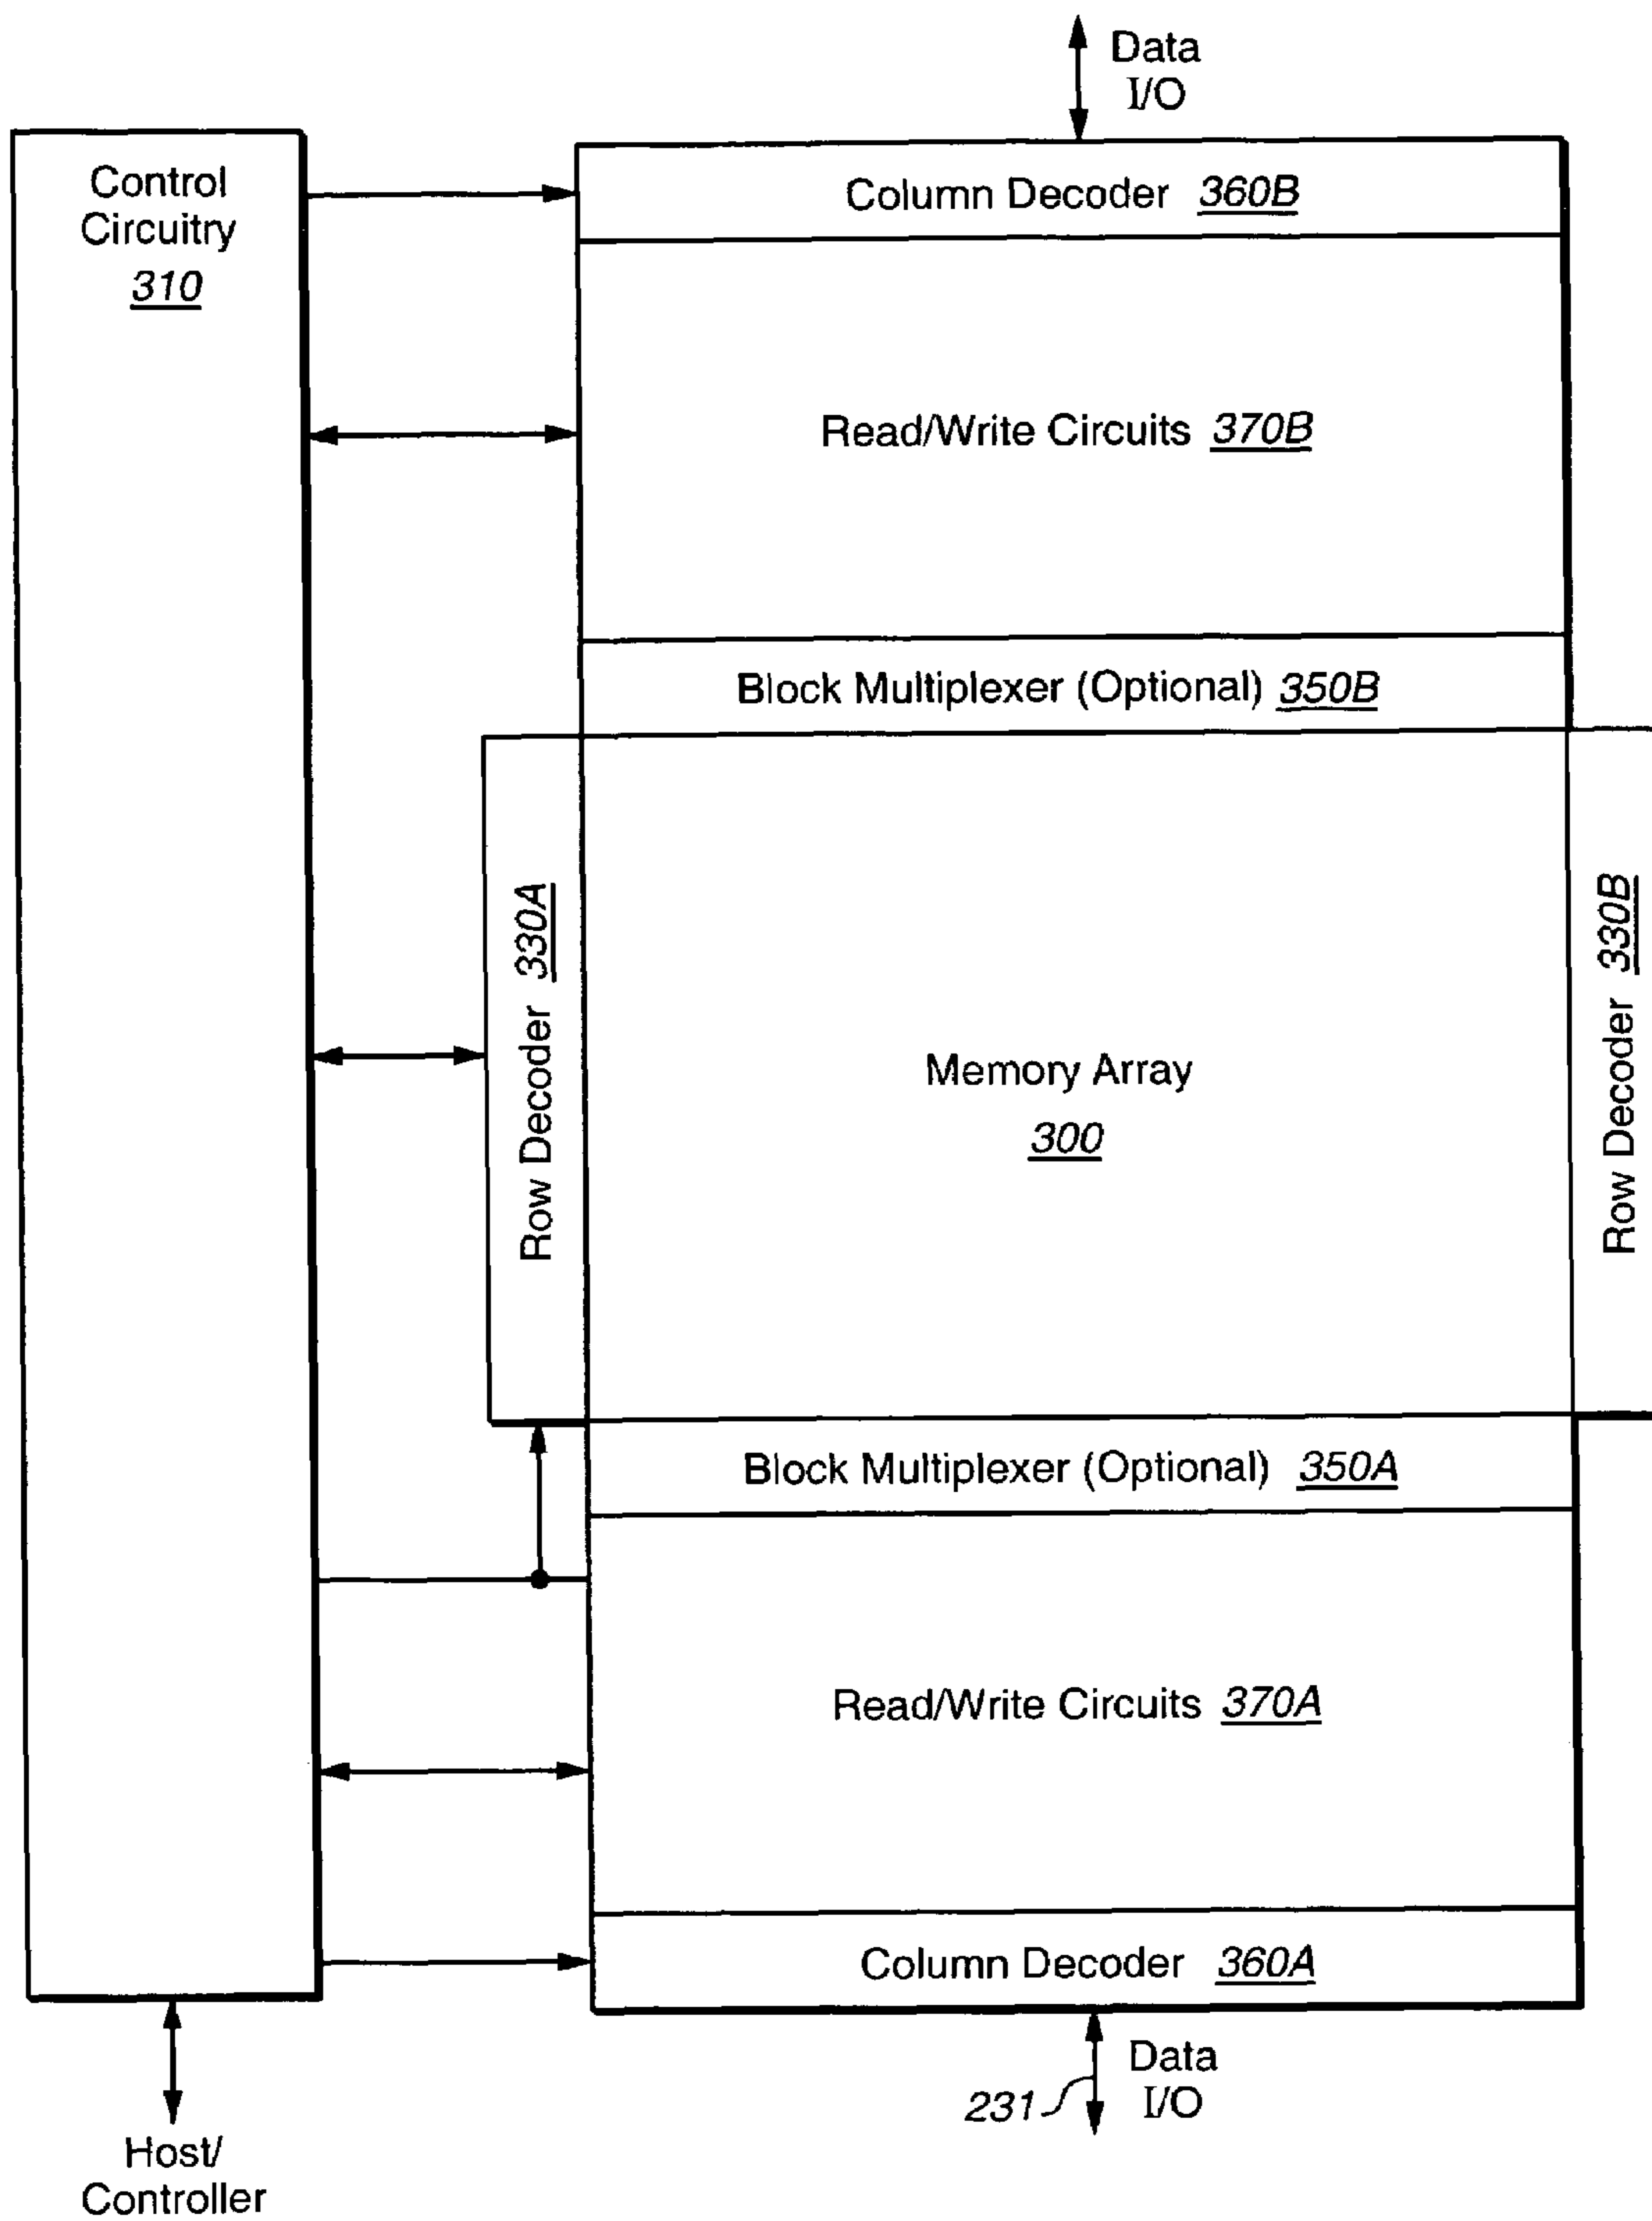 Data
I/O
Control
Circuitry
310
Column Decoder 360B
Read/Write Circuits 370B
Block Multiplexer (Optional) 350B
Row Decoder 330A
Memory Array
300
Row Decoder 330B
Block Multiplexer (Optional) 350A
Read/Write Circuits 370A
Column Decoder 360A
231
Data
I/O
Host/
Controller